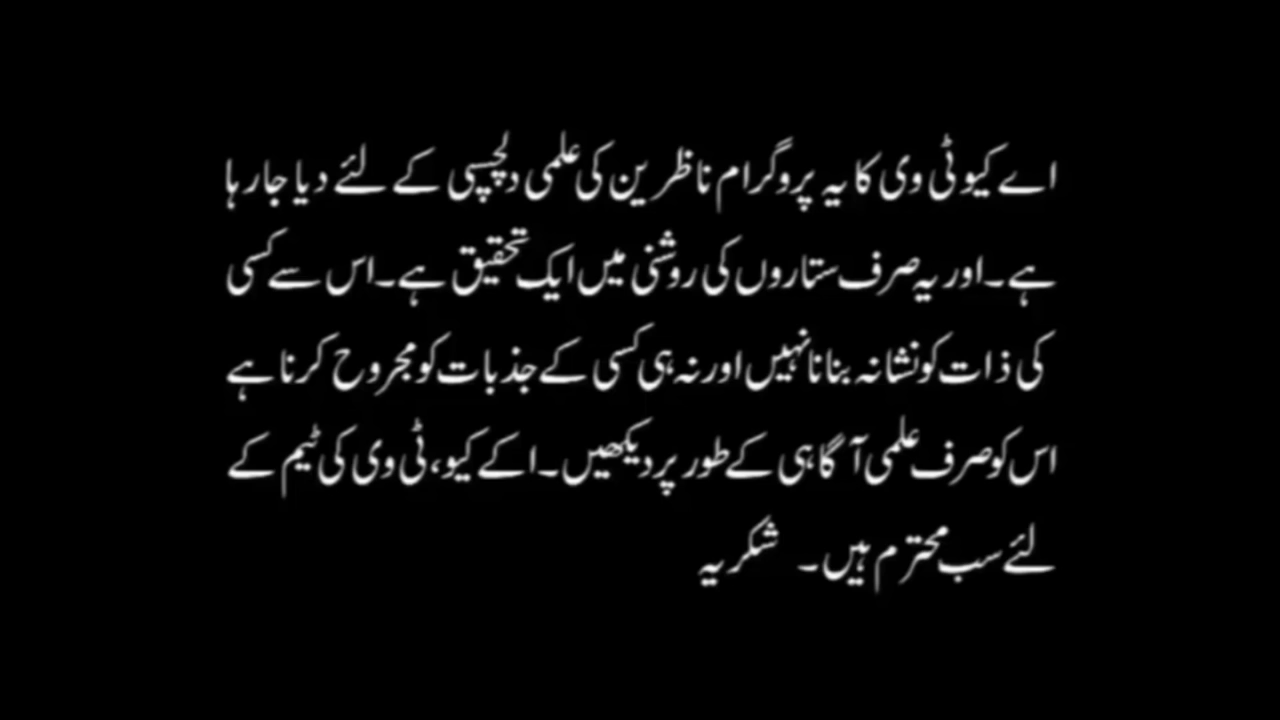 اے کیو ٹی وی کا یہ پروگرام ناظرین کی علمی دلچسپی کے لئے دیا جارہا
ہے۔ اور یہ صرف ستاروں کی روشنی میں ایک تحقیق ہے۔ اس سے کسی
کی ذات کو نشانہ بنانا نہیں اور نہ ہی کسی کے جذبات کو مجروح کرنا ہے
اس کو صرف علمی آگاہی کے طور پر دیکھیں۔ اکے کیو، ٹی وی کی ٹیم کے
لئے سب محترم ہیں۔ شکریہ